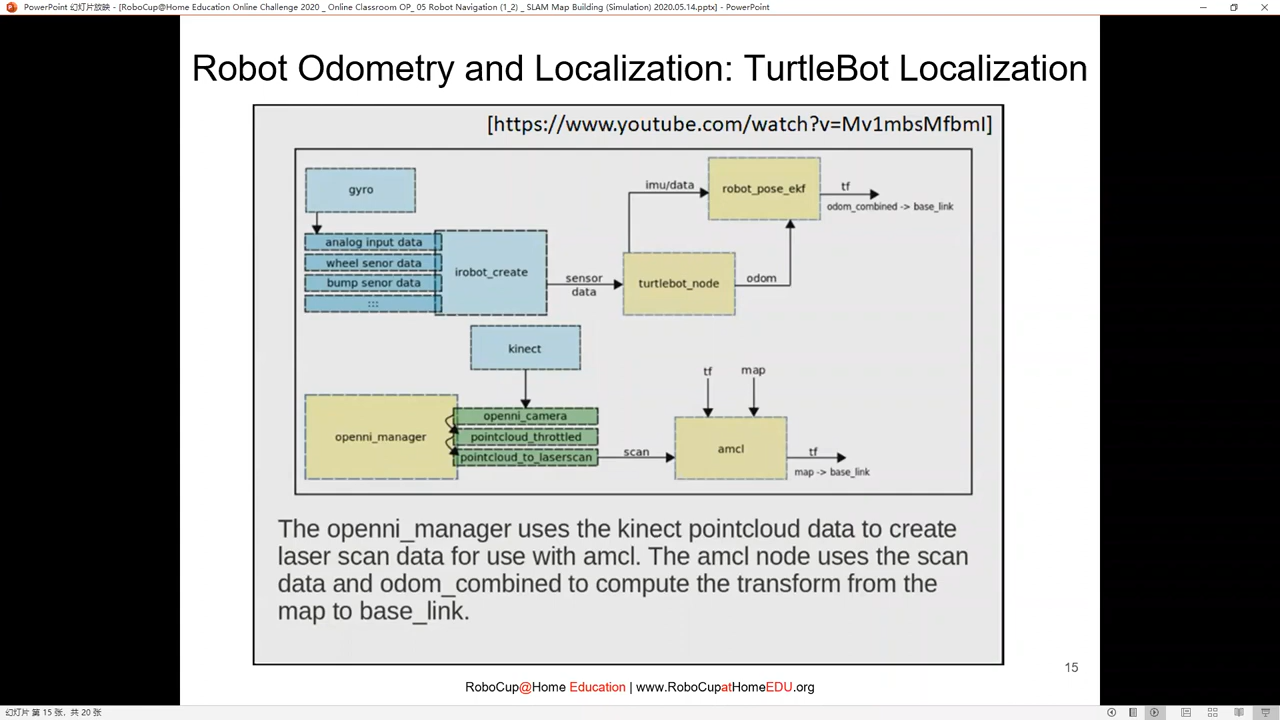 PowerPoint 幻灯片放映 - [RoboCup@Home Education Online Challenge 2020 _ Online Classroom OP_ 05 Robot Navigation (1_2) _ SLAM Map Building (Simulation) 2020.05.14.pptx] - PowerPoint
Robot Odometry and Localization: TurtleBot Localization
[https://www.youtube.com/watch?v=Mv1mbsMfbmI]
gyro
analog input data
wheel senor data
bump senor data
:::
irobot_create
sensor
data
turtlebot_node
imu/data
odom
robot_pose_ekf
tf
odom_combined -> base_link
kinect
openni_manager
openni_camera
pointcloud_throttled
pointcloud_to_laserscan
scan
tf
map
amcl
tf
map -> base_link
The openni_manager uses the kinect pointcloud data to create
laser scan data for use with amcl. The amcl node uses the scan
data and odom_combined to compute the transform from the
map to base_link.
15
RoboCup@Home Education | www.RoboCupatHomeEDU.org
幻灯片 第 15 张，共 20 张